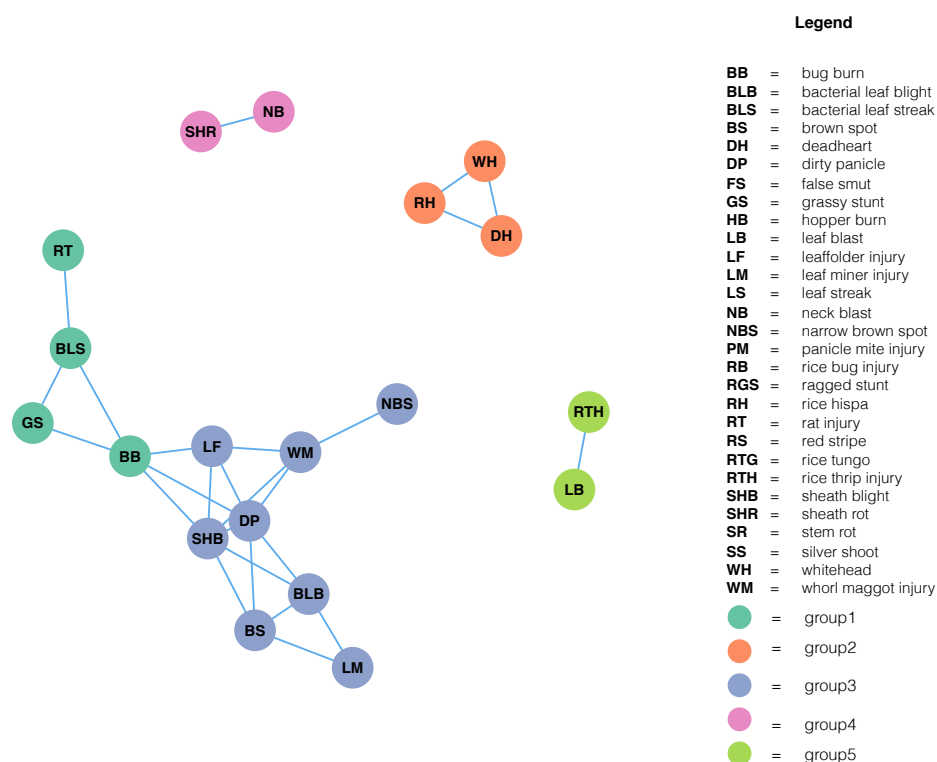 Legend
BB = bug burn
BLB = bacterial leaf blight
BLS = bacterial leaf streak
BS = brown spot
DH = deadheart
DP = dirty panicle
FS = false smut
GS = grassy stunt
HB = hopper burn
LB = leaf blast
LF = leaffolder injury
LM = leaf miner injury
LS = leaf streak
NB = neck blast
NBS = narrow brown spot
PM = panicle mite injury
RB = rice bug injury
RGS = ragged stunt
RH = rice hispa
RT = rat injury
RS = red stripe
RTG = rice tungo
RTH = rice thrip injury
SHB = sheath blight
SHR = sheath rot
SR = stem rot
SS = silver shoot
WH = whitehead
WM = whorl maggot injury
= group1
= group2
= group3
= group4
= group5
NB
SHR
WH
RH
DH
RT
BLS
GS
BB
LF
WM
NBS
RTH
LB
DP
SHB
BLB
BS
LM